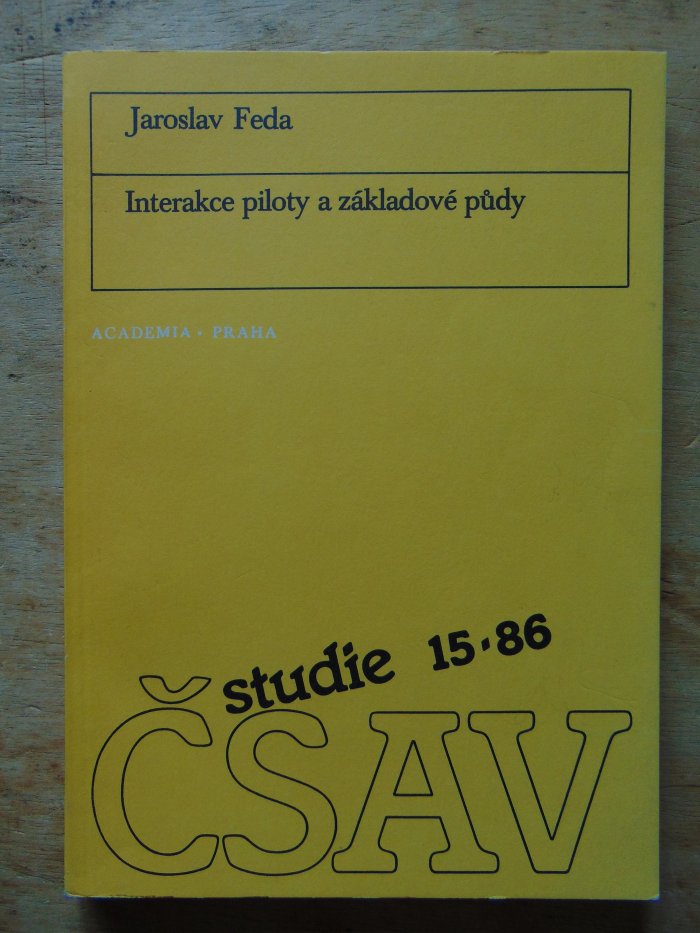 Jaroslav Feda
Interakce piloty a základové půdy
ACADEMIA • PRAHA
studie 15·86
ČSAV